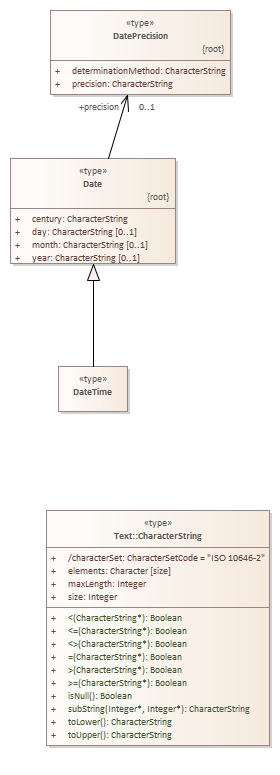 «type»
DatePrecision
{root}
+ determinationMethod: CharacterString
+ precision: CharacterString
+precision 0..1
«type»
Date
{root}
+ century: CharacterString
+ day: CharacterString [0..1]
+ month: CharacterString [0..1]
+ year: CharacterString [0..1]
«type»
DateTime
«type»
Text::CharacterString
+ /characterSet: CharacterSetCode = "ISO 10646-2"
+ elements: Character [size]
+ maxLength: Integer
+ size: Integer
+ <(CharacterString*): Boolean
+ <=(CharacterString*): Boolean
+ <>(CharacterString*): Boolean
+ =(CharacterString*): Boolean
+ >(CharacterString*): Boolean
+ >=(CharacterString*): Boolean
+ isNull(): Boolean
+ subString(Integer*, Integer*): CharacterString
+ toLower(): CharacterString
+ toUpper(): CharacterString